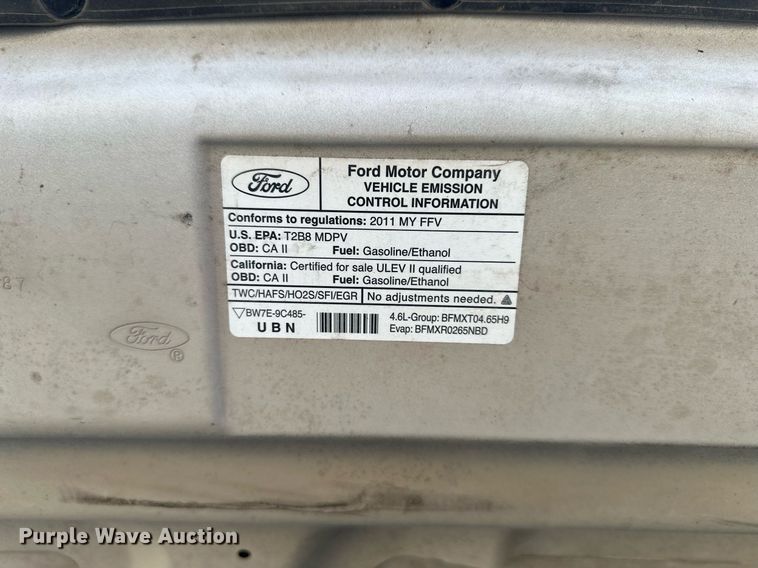 Ford
Ford Motor Company
VEHICLE EMISSION
CONTROL INFORMATION
Conforms to regulations: 2011 MY FFV
U.S. EPA: T2B8 MDPV
OBD: CA II Fuel: Gasoline/Ethanol
California: Certified for sale ULEV II qualified
OBD: CA II Fuel: Gasoline/Ethanol
TWC/HAFS/HO2S/SFI/EGR No adjustments needed.
BW7E-9C485-
UBN
4.6L-Group: BFMXT04.65H9
Evap: BFMXR0265NBD
87
Ford ®
Purple Wave Auction